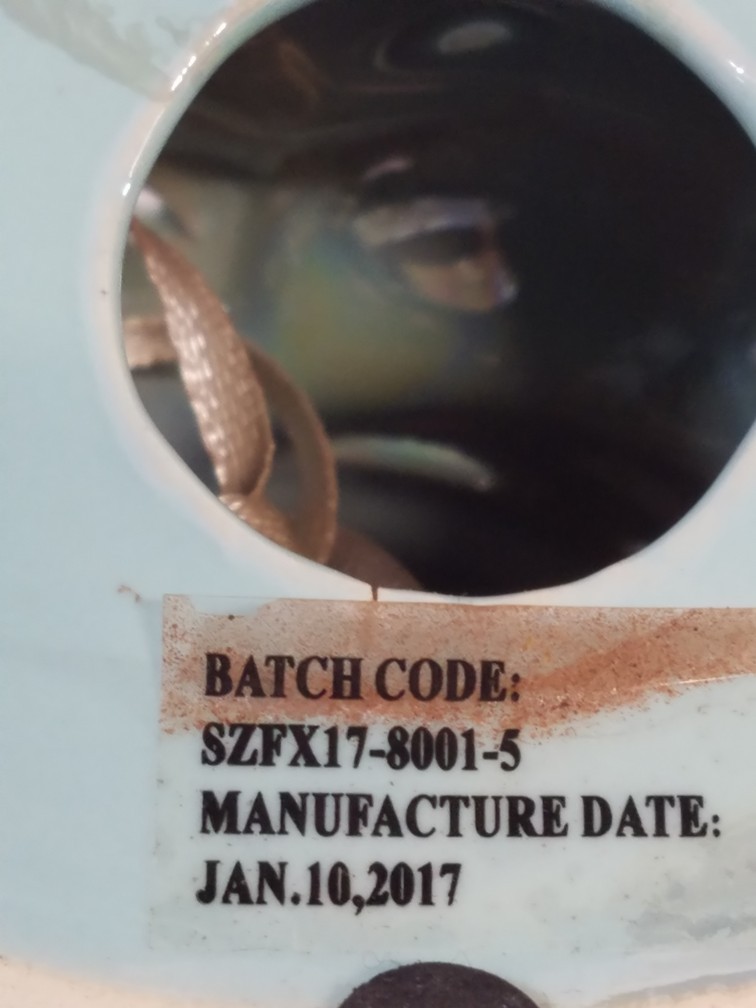 BATCH CODE:
SZFX17-8001-5
MANUFACTURE DATE:
JAN.10,2017